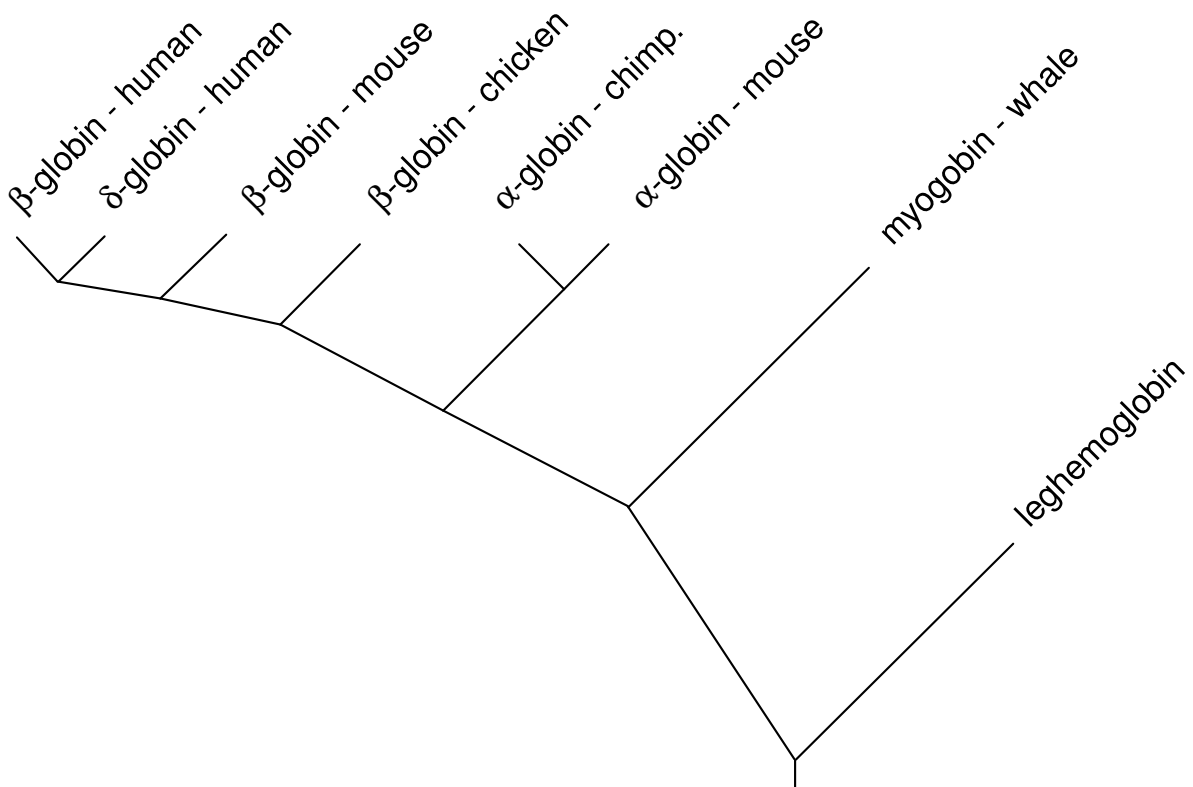 β-globin - human
δ-globin - human
β-globin - mouse
β-globin - chicken
α-globin - chimp.
α-globin - mouse
myogobin - whale
leghemoglobin